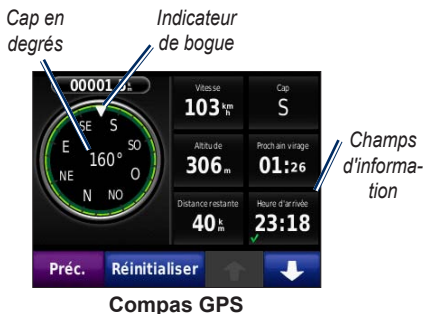 Cap en
degrés
Indicateur
de bogue
Vitesse
103 km
h
Cap
S
SE S SO
E 160° O
NE N NO
Altitude
306 m
Prochain virage
01:26
Champs
d'informa-
tion
Distance restante
40 k
m
Heure d'arrivée
23:18
Préc.
Réinitialiser
Compas GPS